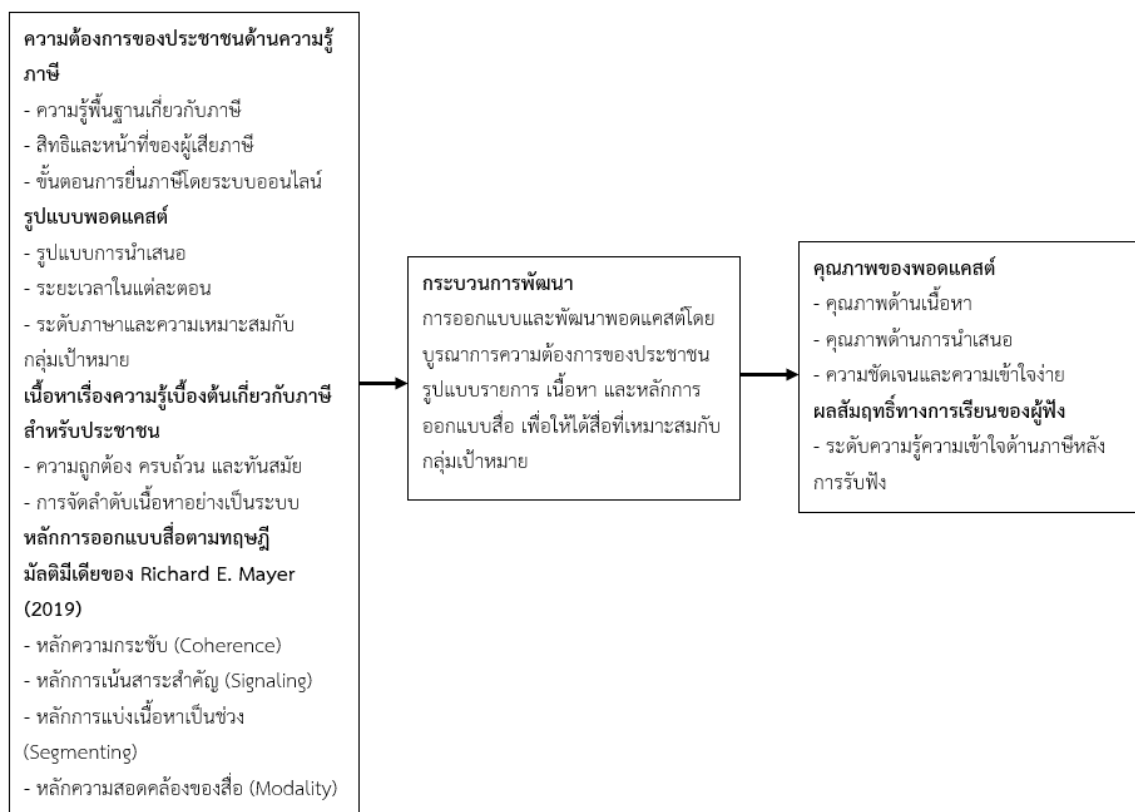 ความต้องการของประชาชนด้านความรู้
ภาษี
- ความรู้พื้นฐานเกี่ยวกับภาษี
- สิทธิและหน้าที่ของผู้เสียภาษี
- ขั้นตอนการยื่นภาษีโดยระบบออนไลน์
รูปแบบพอดแคสต์
- รูปแบบการนำเสนอ
- ระยะเวลาในแต่ละตอน
- ระดับภาษาและความเหมาะสมกับ
กลุ่มเป้าหมาย
เนื้อหาเรื่องความรู้เบื้องต้นเกี่ยวกับภาษี
สำหรับประชาชน
- ความถูกต้อง ครบถ้วน และทันสมัย
- การจัดลำดับเนื้อหาอย่างเป็นระบบ
หลักการออกแบบสื่อตามทฤษฎี
มัลติมีเดียของ Richard E. Mayer
(2019)
- หลักความกระชับ (Coherence)
- หลักการเน้นสาระสำคัญ (Signaling)
- หลักการแบ่งเนื้อหาเป็นช่วง
(Segmenting)
- หลักความสอดคล้องของสื่อ (Modality)
กระบวนการพัฒนา
การออกแบบและพัฒนาพอดแคสต์โดย
บูรณาการความต้องการของประชาชน
รูปแบบรายการ เนื้อหา และหลักการ
ออกแบบสื่อ เพื่อให้ได้สื่อที่เหมาะสมกับ
กลุ่มเป้าหมาย
คุณภาพของพอดแคสต์
- คุณภาพด้านเนื้อหา
- คุณภาพด้านการนำเสนอ
- ความชัดเจนและความเข้าใจง่าย
ผลสัมฤทธิ์ทางการเรียนของผู้ฟัง
- ระดับความรู้ความเข้าใจด้านภาษีหลัง
การรับฟัง